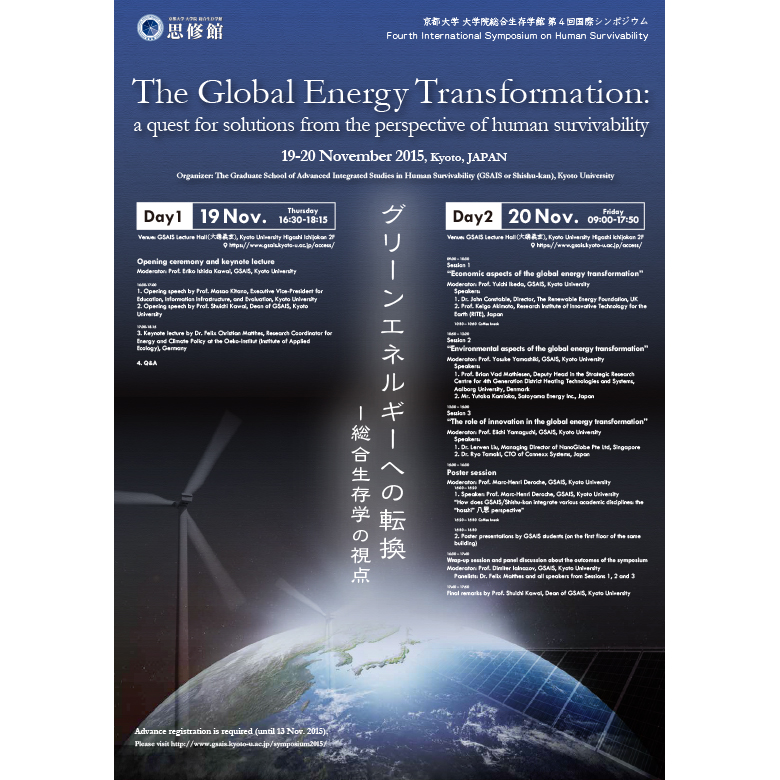 京都大学 大学院 総合生存学館
思修館
京都大学 大学院総合生存学館 第4回国際シンポジウム
Fourth International Symposium on Human Survivability
The Global Energy Transformation:
a quest for solutions from the perspective of human survivability
19-20 November 2015, Kyoto, JAPAN
Organizer: The Graduate School of Advanced Integrated Studies in Human Survivability (GSAIS or Shishu-kan), Kyoto University
グリーンエネルギーへの転換
ー総合生存学の視点
Day1 19 Nov. Thursday 16:30-18:15
Venue: GSAIS Lecture Hall(大講義室), Kyoto University Higashi Ichijokan 2F
https://www.gsais.kyoto-u.ac.jp/access/
Opening ceremony and keynote lecture
Moderator: Prof. Eriko Ishida Kawai, GSAIS, Kyoto University
16:30-17:00
1. Opening speech by Prof. Masao Kitano, Executive Vice-President for
Education, Information Infrastructure, and Evaluation, Kyoto University
2. Opening speech by Prof. Shuichi Kawai, Dean of GSAIS, Kyoto
University
17:00-18:15
3. Keynote lecture by Dr. Felix Christian Matthes, Research Coordinator for
Energy and Climate Policy at the Oeko-Institut (Institute of Applied
Ecology), Germany
4. Q&A
Day2 20 Nov. Friday 09:00-17:50
Venue: GSAIS Lecture Hall(大講義室), Kyoto University Higashi Ichijokan 2F
https://www.gsais.kyoto-u.ac.jp/access/
Session 1
"Economic aspects of the global energy transformation"
Moderator: Prof. Yuichi Ikeda, GSAIS, Kyoto University
Speakers:
1. Dr. John Constable, Director, The Renewable Energy Foundation, UK
2. Prof. Keigo Akimoto, Research Institute of Innovative Technology for the
Earth (RITE), Japan
Coffee break
Session 2
"Environmental aspects of the global energy transformation"
Moderator: Prof. Yosuke Yamashiki, GSAIS, Kyoto University
Speakers:
1. Prof. Brian Vad Mathiesen, Deputy Head in the Strategic Research
Centre for 4th Generation District Heating Technologies and Systems,
Aalborg University, Denmark
2. Mr. Yutaka Kamioka, Satoyama Energy Inc., Japan
Session 3
"The role of innovation in the global energy transformation"
Moderator: Prof. Eiichi Yamaguchi, GSAIS, Kyoto University
Speakers:
1. Dr. Lerwen Liu, Managing Director of NanoGlobe Pte Ltd, Singapore
2. Dr. Ryo Tamaki, CTO of Connexx Systems, Japan
Poster session
Moderator: Prof. Marc-Henri Deroche, GSAIS, Kyoto University
1. Speaker: Prof. Marc-Henri Deroche, GSAIS, Kyoto University
"How does GSAIS/Shishu-kan integrate various academic disciplines: the
"hasshi" 八思 perspective"
Coffee break
2. Poster presentations by GSAIS students (on the first floor of the same
building)
Wrap-up session and panel discussion about the outcomes of the symposium
Moderator: Prof. Dimiter Ialnazov, GSAIS, Kyoto University
Panelists: Dr. Felix Matthes and all speakers from Sessions 1, 2 and 3
Final remarks by Prof. Shuichi Kawai, Dean of GSAIS, Kyoto University
Advance registration is required (until 13 Nov. 2015).
Please visit http://www.gsais.kyoto-u.ac.jp/symposium2015/